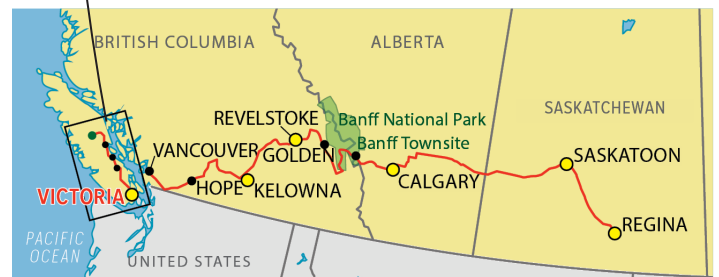 BRITISH COLUMBIA
ALBERTA
SASKATCHEWAN
REVELSTOKE
Banff National Park
Banff Townsite
VANCOUVER
GOLDEN
SASKATOON
HOPE
KELOWNA
CALGARY
VICTORIA
REGINA
PACIFIC
OCEAN
UNITED STATES